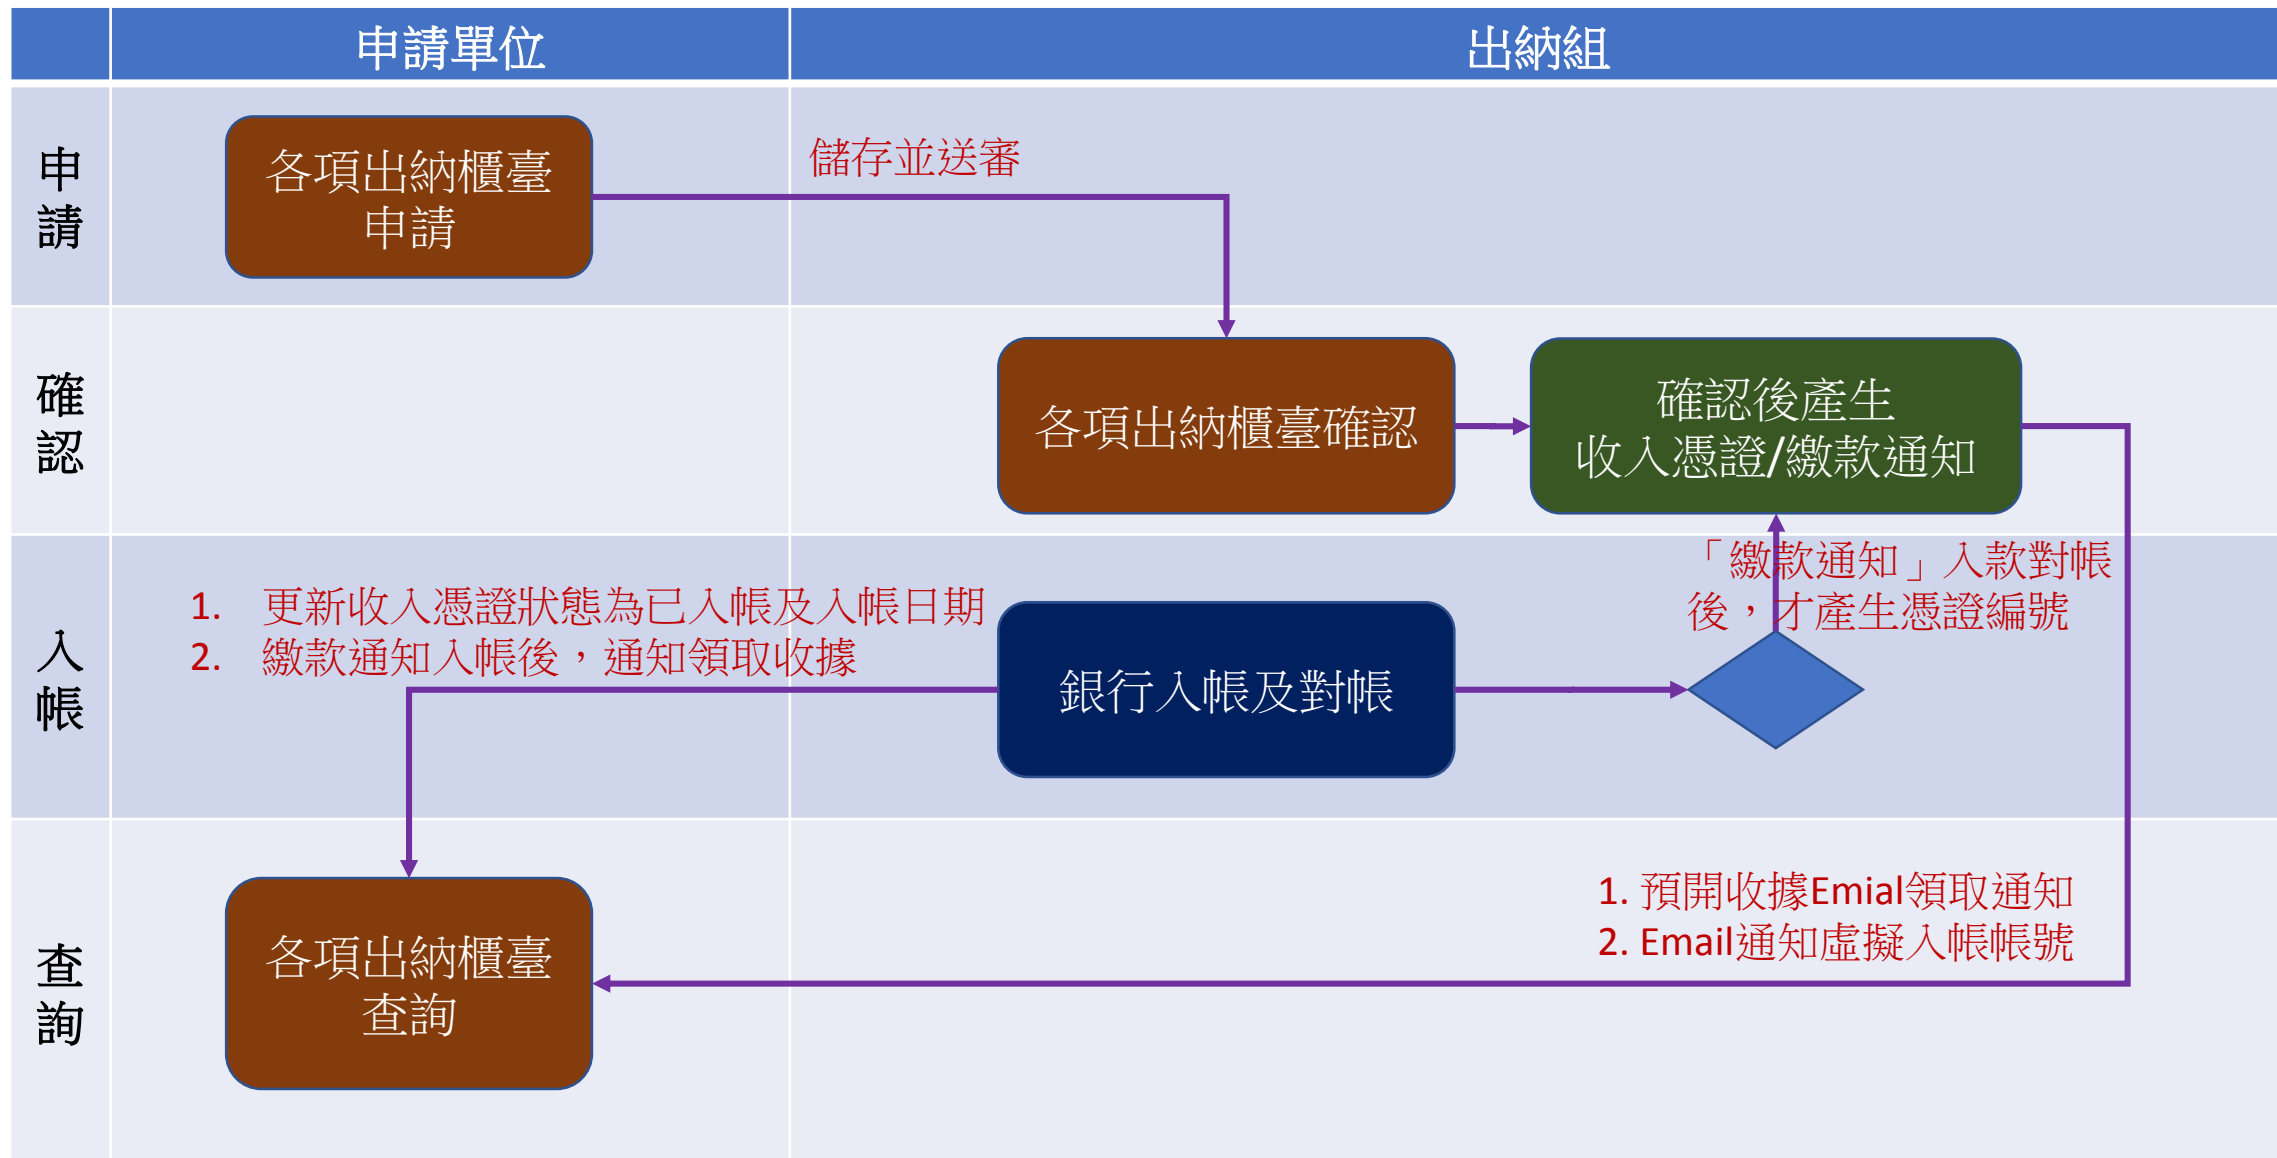 申請單位
出納組
申
請
各項出納櫃臺
申請
儲存並送審
確
認
各項出納櫃臺確認
確認後產生
收入憑證/繳款通知
入
帳
1. 更新收入憑證狀態為已入帳及入帳日期
2. 繳款通知入帳後，通知領取收據
銀行入帳及對帳
「繳款通知」入款對帳
後，才產生憑證編號
查
詢
各項出納櫃臺
查詢
1. 預開收據Emial領取通知
2. Email通知虛擬入帳帳號